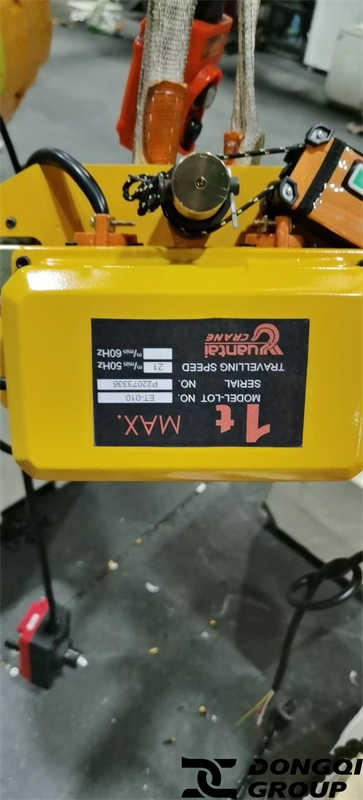 1t MAX.
MODEL-LOT NO. ET-010
SERIAL NO. P22073336
TRAVELLING SPEED 21 m/min 50Hz
m/min 60Hz
Yuantai
CRANE
DONGQI
GROUP